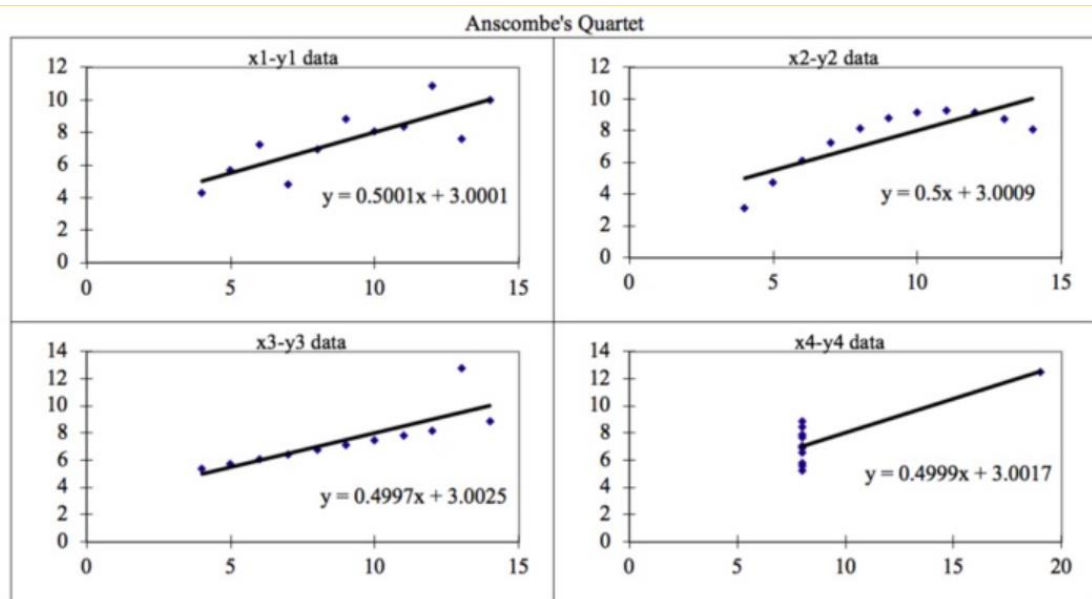 Anscombe's Quartet
x1-y1 data
12
10
8
6
4
2
0
y = 0.5001x + 3.0001
0 5 10 15
x2-y2 data
12
10
8
6
4
2
0
y = 0.5x + 3.0009
0 5 10 15
x3-y3 data
14
12
10
8
6
4
2
0
y = 0.4997x + 3.0025
0 5 10 15
x4-y4 data
14
12
10
8
6
4
2
0
y = 0.4999x + 3.0017
0 5 10 15 20